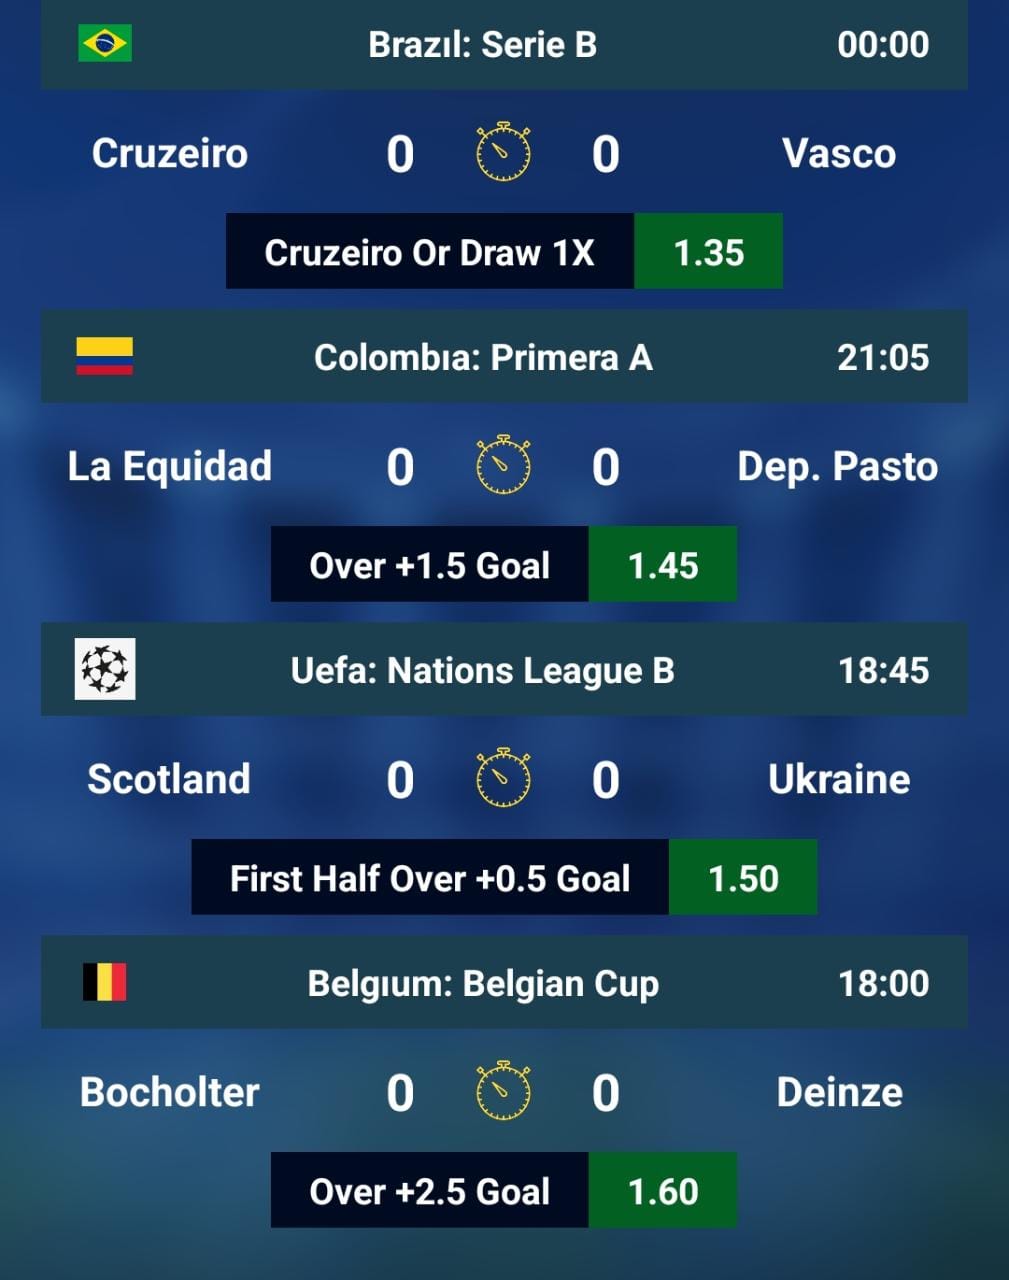 Brazıl: Serie B 00:00
Cruzeiro 0 0 Vasco
Cruzeiro Or Draw 1X 1.35
Colombıa: Primera A 21:05
La Equidad 0 0 Dep. Pasto
Over +1.5 Goal 1.45
Uefa: Nations League B 18:45
Scotland 0 0 Ukraine
First Half Over +0.5 Goal 1.50
Belgıum: Belgian Cup 18:00
Bocholter 0 0 Deinze
Over +2.5 Goal 1.60